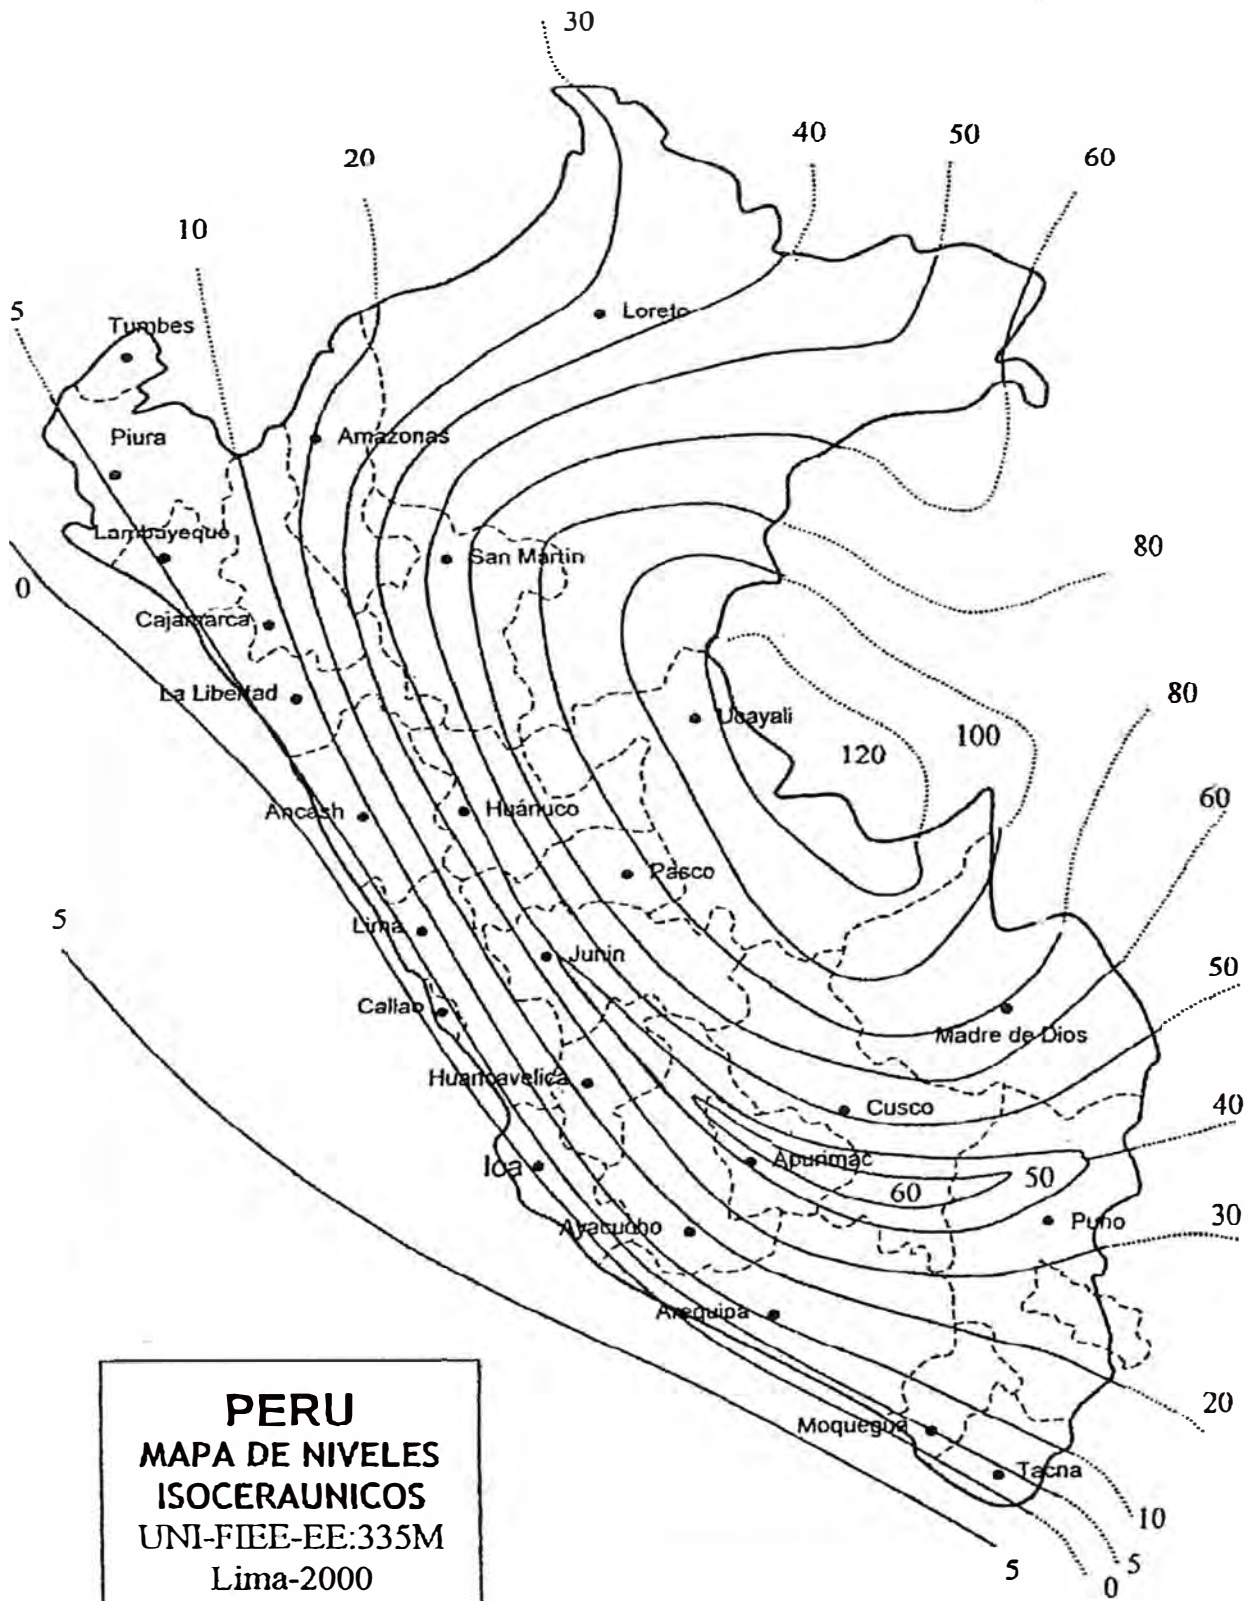 30
40
50
60
20
10
5
Tumbes
Loreto
Piura
Amazonas
Lambayeque
San Martin
80
0
Cajamarca
La Libertad
Ucayali
80
120
100
60
Ancash
Huánuco
Pasco
5
Lima
Junin
50
Callao
Madre de Dios
Huancavelica
Cusco
40
Ica
Apurimac
60
50
Ayacucho
Puno
30
Arequipa
20
Moquegua
Tacna
10
5
5
0
PERU
MAPA DE NIVELES
ISOCERAUNICOS
UNI-FIEE-EE:335M
Lima-2000